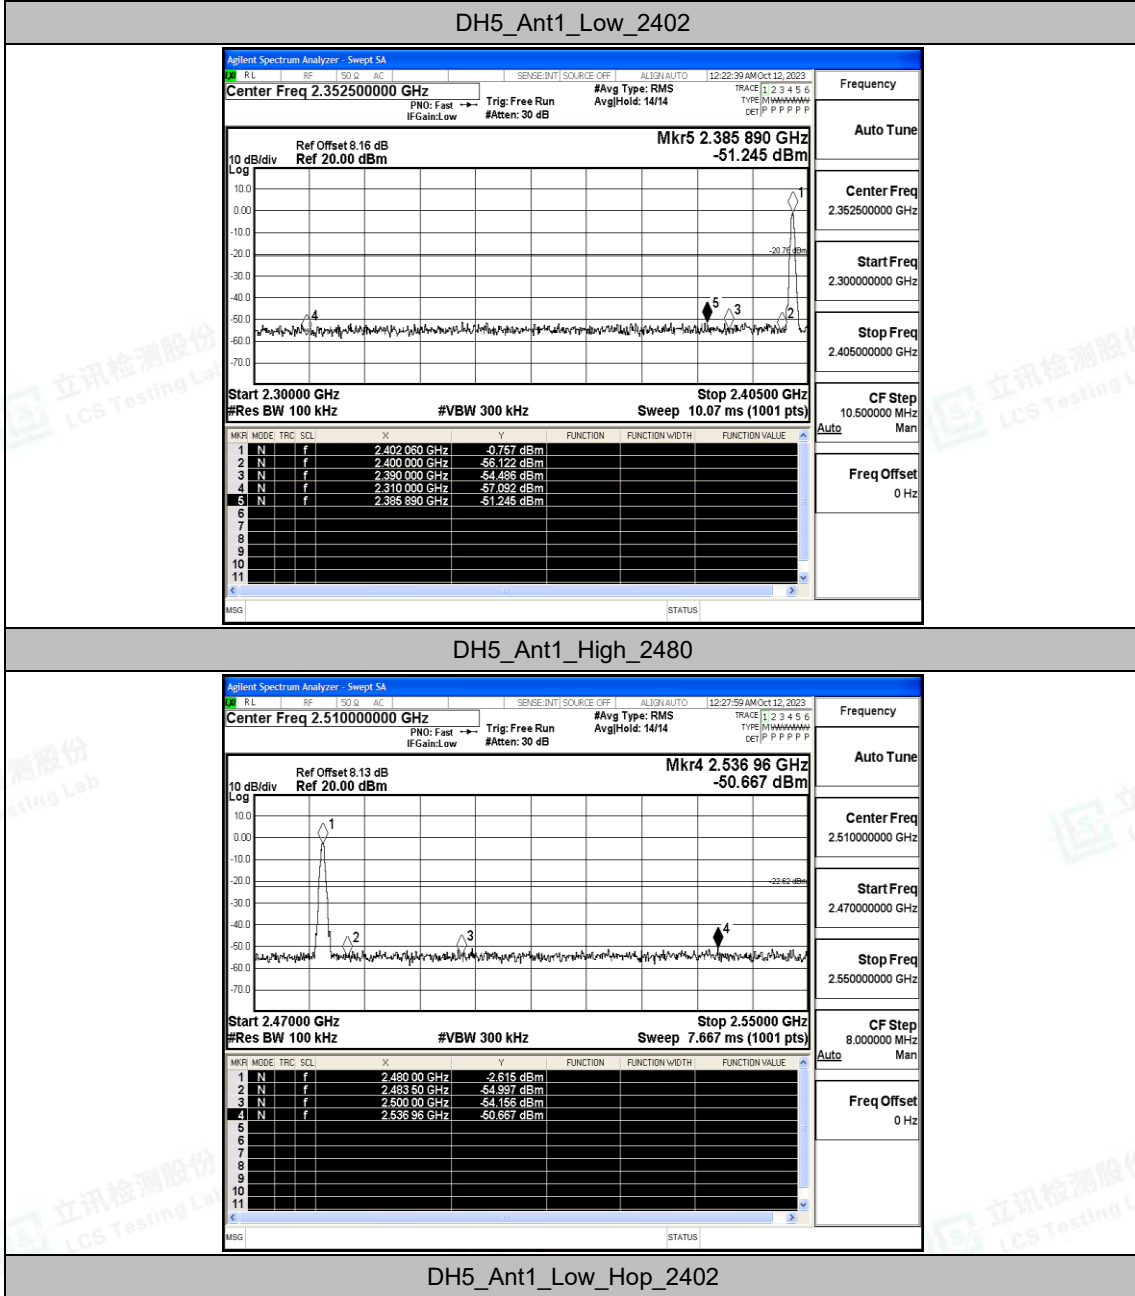 DH5_Ant1_Low_2402
Agilent Spectrum Analyzer - Swept SA
LXI RL RF 50 Ω AC SENSE:INT SOURCE OFF ALIGN AUTO 12:22:39 AM Oct 12, 2023
Center Freq 2.352500000 GHz
PNO: Fast
IFGain:Low
Trig: Free Run
#Atten: 30 dB
#Avg Type: RMS
Avg|Hold: 14/14
TRACE 1 2 3 4 5 6
TYPE M W W W W W
DET P P P P P P
Mkr5 2.385 890 GHz
-51.245 dBm
Ref Offset 8.16 dB
10 dB/div Ref 20.00 dBm
Log
10.0
0.00
-10.0
-20.0
-30.0
-40.0
-50.0
-60.0
-70.0
1
-20.76 dBm
4
5
3
2
Start 2.30000 GHz Stop 2.40500 GHz
#Res BW 100 kHz #VBW 300 kHz Sweep 10.07 ms (1001 pts)
MKR MODE TRC SCL X Y FUNCTION FUNCTION WIDTH FUNCTION VALUE
1 N f 2.402 060 GHz -0.757 dBm
2 N f 2.400 000 GHz -56.122 dBm
3 N f 2.390 000 GHz -54.486 dBm
4 N f 2.310 000 GHz -57.092 dBm
5 N f 2.385 890 GHz -51.245 dBm
6
7
8
9
10
11
MSG STATUS
Frequency
Auto Tune
Center Freq
2.352500000 GHz
Start Freq
2.300000000 GHz
Stop Freq
2.405000000 GHz
CF Step
10.500000 MHz
Auto Man
Freq Offset
0 Hz
DH5_Ant1_High_2480
Agilent Spectrum Analyzer - Swept SA
LXI RL RF 50 Ω AC SENSE:INT SOURCE OFF ALIGN AUTO 12:27:59 AM Oct 12, 2023
Center Freq 2.510000000 GHz
PNO: Fast
IFGain:Low
Trig: Free Run
#Atten: 30 dB
#Avg Type: RMS
Avg|Hold: 14/14
TRACE 1 2 3 4 5 6
TYPE M W W W W W
DET P P P P P P
Mkr4 2.536 96 GHz
-50.667 dBm
Ref Offset 8.13 dB
10 dB/div Ref 20.00 dBm
Log
10.0
0.00
-10.0
-20.0
-30.0
-40.0
-50.0
-60.0
-70.0
1
-22.62 dBm
2
3
4
Start 2.47000 GHz Stop 2.55000 GHz
#Res BW 100 kHz #VBW 300 kHz Sweep 7.667 ms (1001 pts)
MKR MODE TRC SCL X Y FUNCTION FUNCTION WIDTH FUNCTION VALUE
1 N f 2.480 00 GHz -2.615 dBm
2 N f 2.483 50 GHz -54.997 dBm
3 N f 2.500 00 GHz -54.156 dBm
4 N f 2.536 96 GHz -50.667 dBm
5
6
7
8
9
10
11
MSG STATUS
Frequency
Auto Tune
Center Freq
2.510000000 GHz
Start Freq
2.470000000 GHz
Stop Freq
2.550000000 GHz
CF Step
8.000000 MHz
Auto Man
Freq Offset
0 Hz
DH5_Ant1_Low_Hop_2402
立讯检测股份
LCS Testing Lab